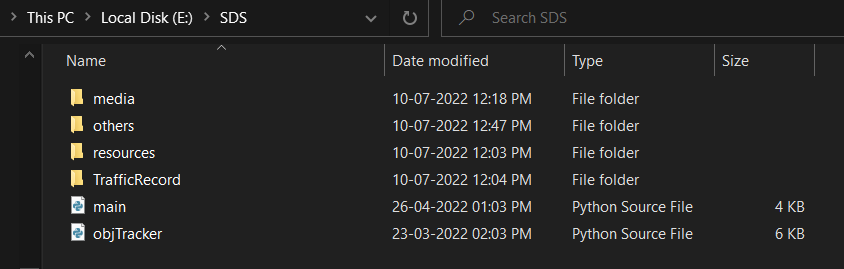 This PC > Local Disk (E:) > SDS Search SDS
Name Date modified Type Size
media 10-07-2022 12:18 PM File folder
others 10-07-2022 12:47 PM File folder
resources 10-07-2022 12:03 PM File folder
TrafficRecord 10-07-2022 12:04 PM File folder
main 26-04-2022 01:03 PM Python Source File 4 KB
objTracker 23-03-2022 02:03 PM Python Source File 6 KB